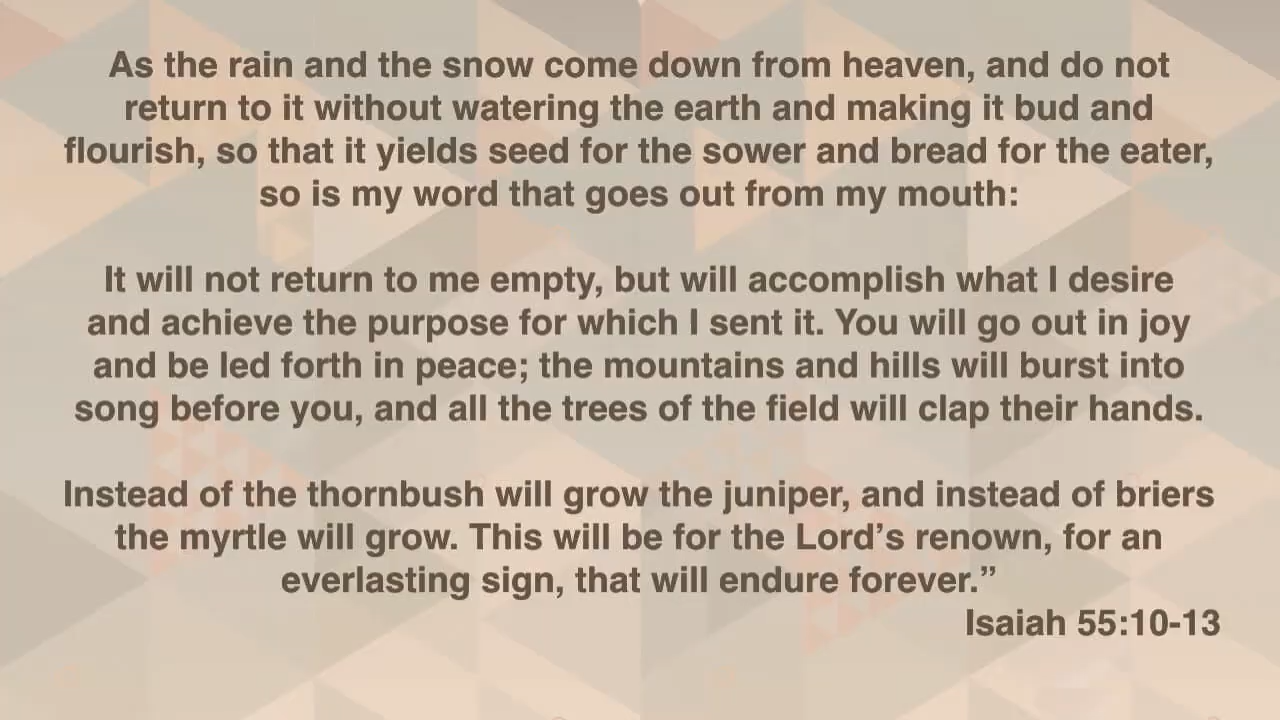 As the rain and the snow come down from heaven, and do not
return to it without watering the earth and making it bud and
flourish, so that it yields seed for the sower and bread for the eater,
so is my word that goes out from my mouth:
It will not return to me empty, but will accomplish what I desire
and achieve the purpose for which I sent it. You will go out in joy
and be led forth in peace; the mountains and hills will burst into
song before you, and all the trees of the field will clap their hands.
Instead of the thornbush will grow the juniper, and instead of briers
the myrtle will grow. This will be for the Lord’s renown, for an
everlasting sign, that will endure forever.”
Isaiah 55:10-13